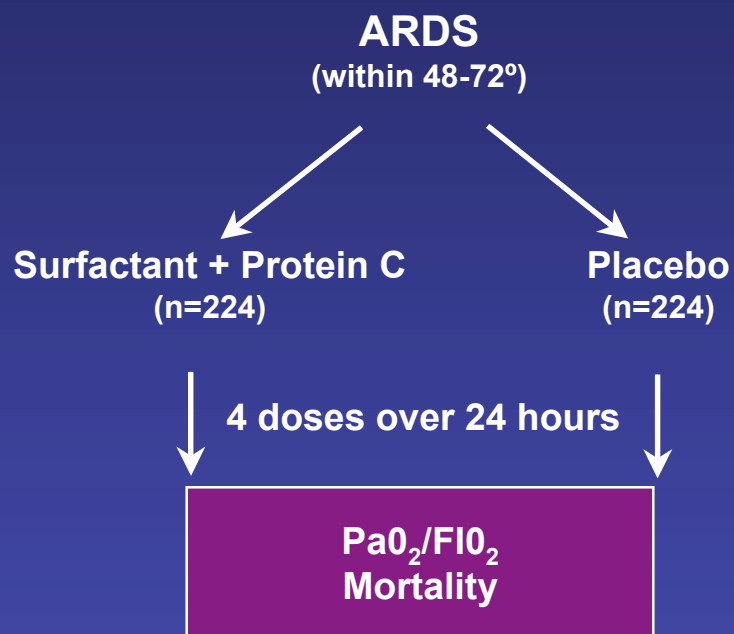 ARDS
(within 48-72º)
Surfactant + Protein C
(n=224)
Placebo
(n=224)
4 doses over 24 hours
Pa0₂/FI0₂
Mortality